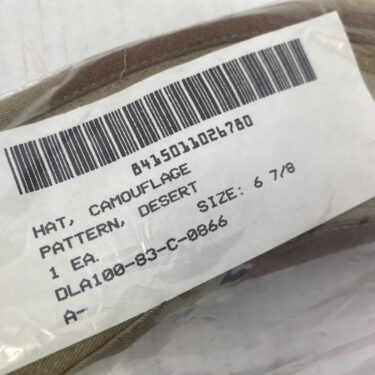 8415011026780
HAT, CAMOUFLAGE
PATTERN, DESERT
1 EA. SIZE: 6 7/8
DLA100-83-C-0866
A-